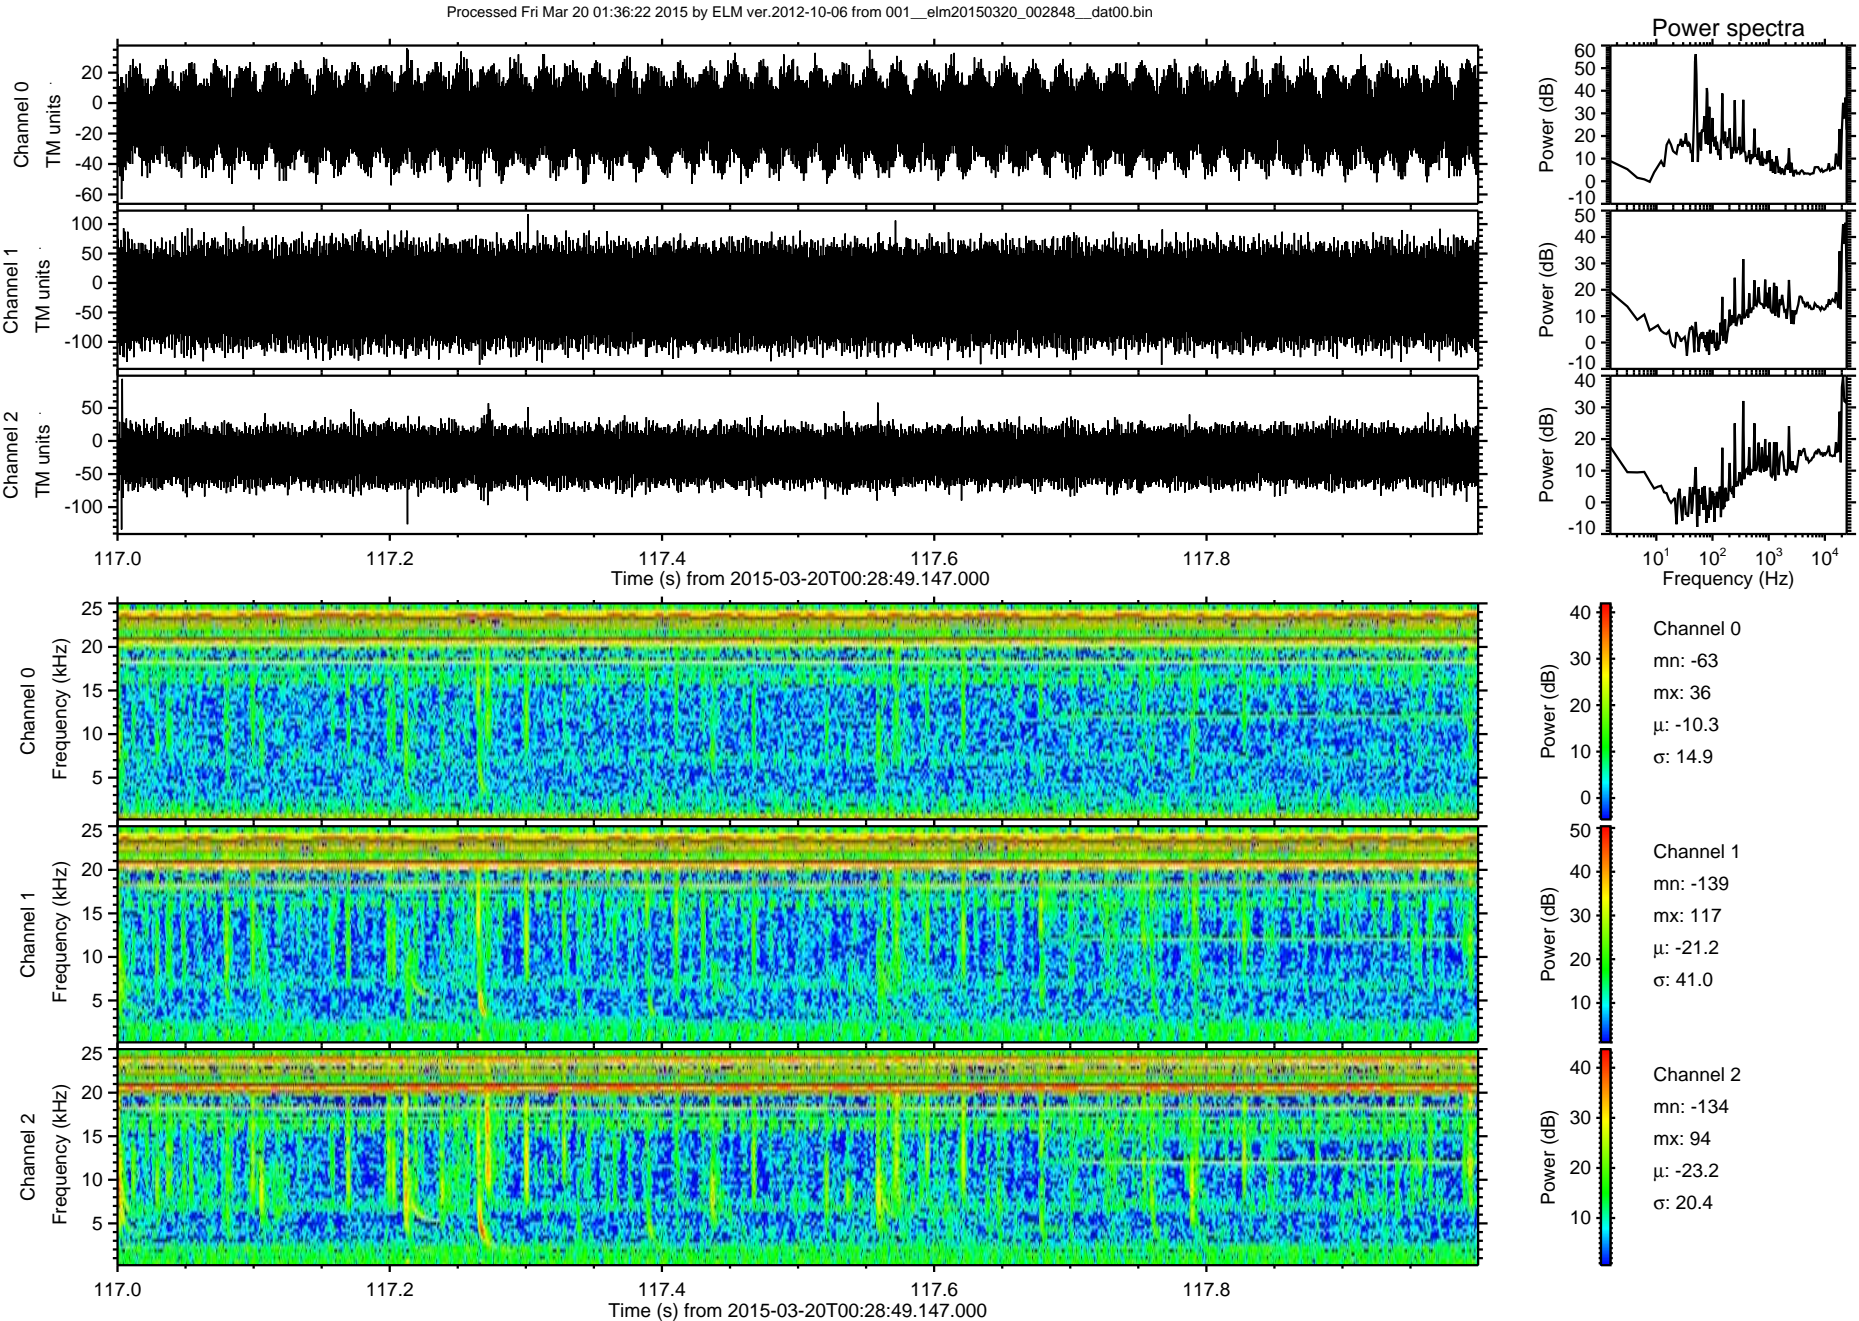 Processed Fri Mar 20 01:36:22 2015 by ELM ver.2012-10-06 from 001__elm20150320_002848__dat00.bin
Power spectra
Channel 0
TM units
20
0
-20
-40
-60
Power (dB)
60
50
40
30
20
10
0
-10
Channel 1
TM units
100
50
0
-50
-100
Power (dB)
50
40
30
20
10
0
-10
Channel 2
TM units
50
0
-50
-100
Power (dB)
40
30
20
10
0
-10
117.0 117.2 117.4 117.6 117.8
Time (s) from 2015-03-20T00:28:49.147.000
10¹ 10² 10³ 10⁴
Frequency (Hz)
Channel 0
Frequency (kHz)
25
20
15
10
5
Power (dB)
40
30
20
10
0
Channel 0
mn: -63
mx: 36
μ: -10.3
σ: 14.9
Channel 1
Frequency (kHz)
25
20
15
10
5
Power (dB)
50
40
30
20
10
Channel 1
mn: -139
mx: 117
μ: -21.2
σ: 41.0
Channel 2
Frequency (kHz)
25
20
15
10
5
Power (dB)
40
30
20
10
Channel 2
mn: -134
mx: 94
μ: -23.2
σ: 20.4
117.0 117.2 117.4 117.6 117.8
Time (s) from 2015-03-20T00:28:49.147.000